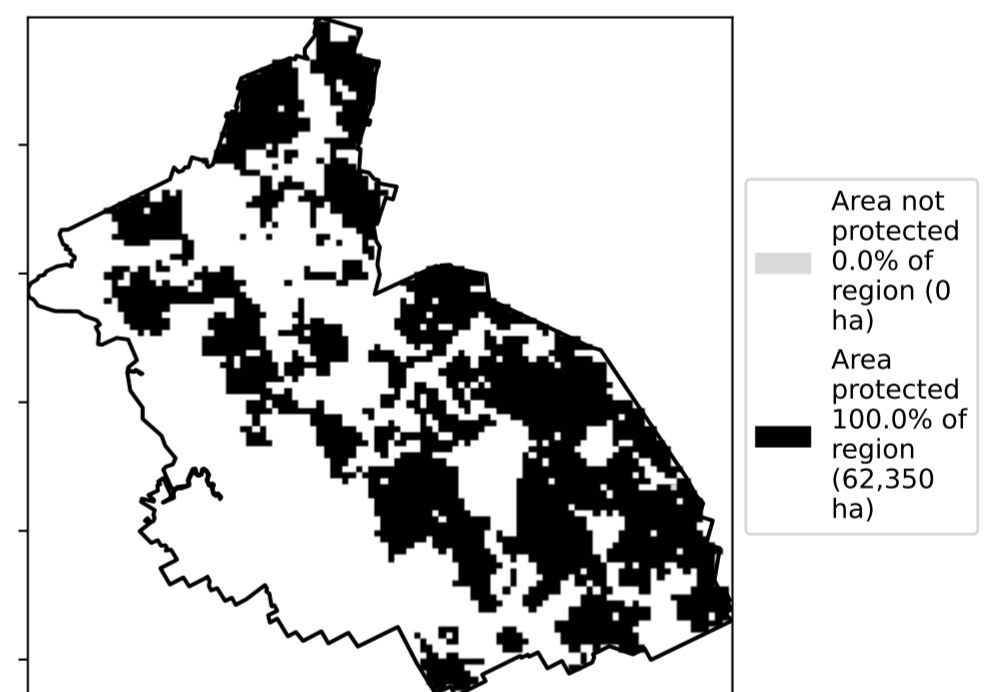 Area not
protected
0.0% of
region (0
ha)
Area
protected
100.0% of
region
(62,350
ha)